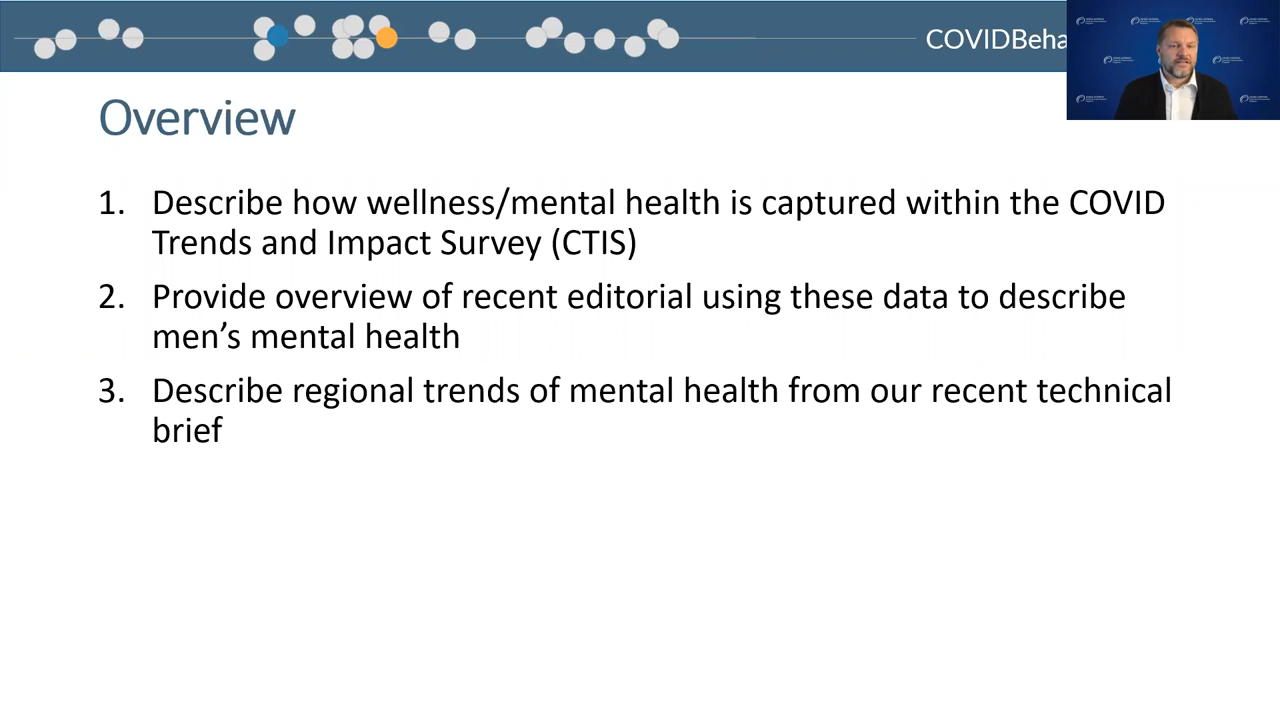 COVIDBeha
Overview
1. Describe how wellness/mental health is captured within the COVID
Trends and Impact Survey (CTIS)
2. Provide overview of recent editorial using these data to describe
men’s mental health
3. Describe regional trends of mental health from our recent technical
brief